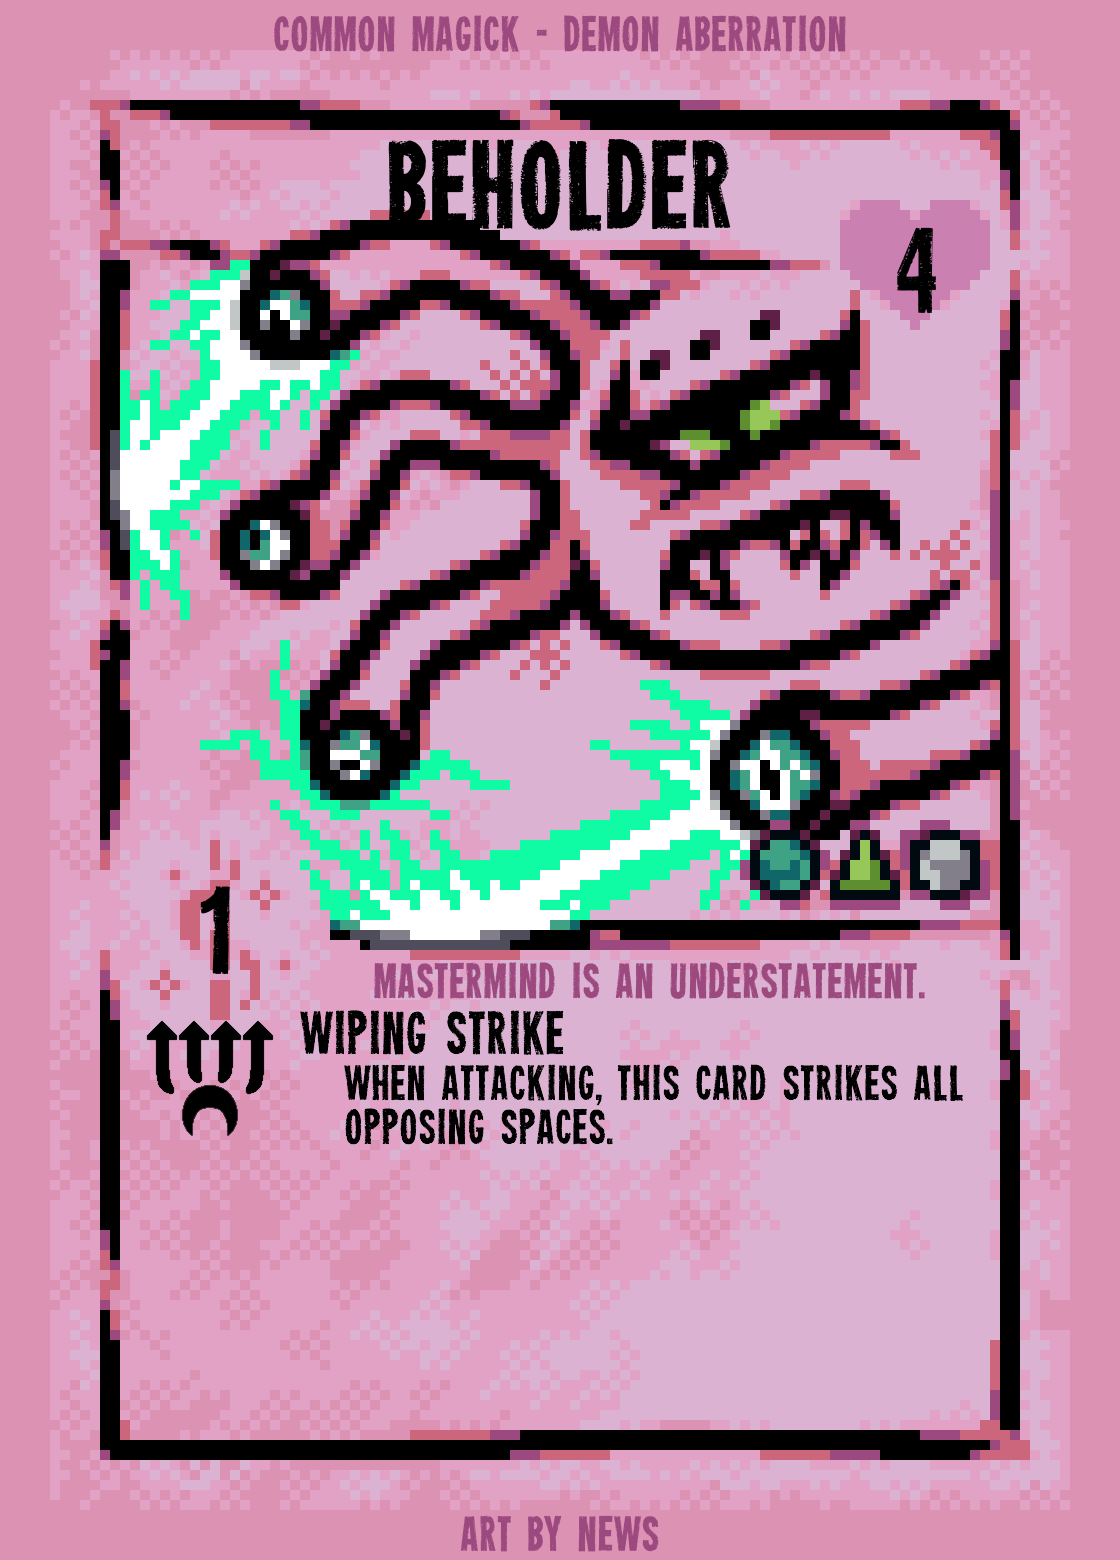 COMMON MAGICK - DEMON ABERRATION
BEHOLDER
4
1
MASTERMIND IS AN UNDERSTATEMENT.
WIPING STRIKE
WHEN ATTACKING, THIS CARD STRIKES ALL
OPPOSING SPACES.
ART BY NEWS